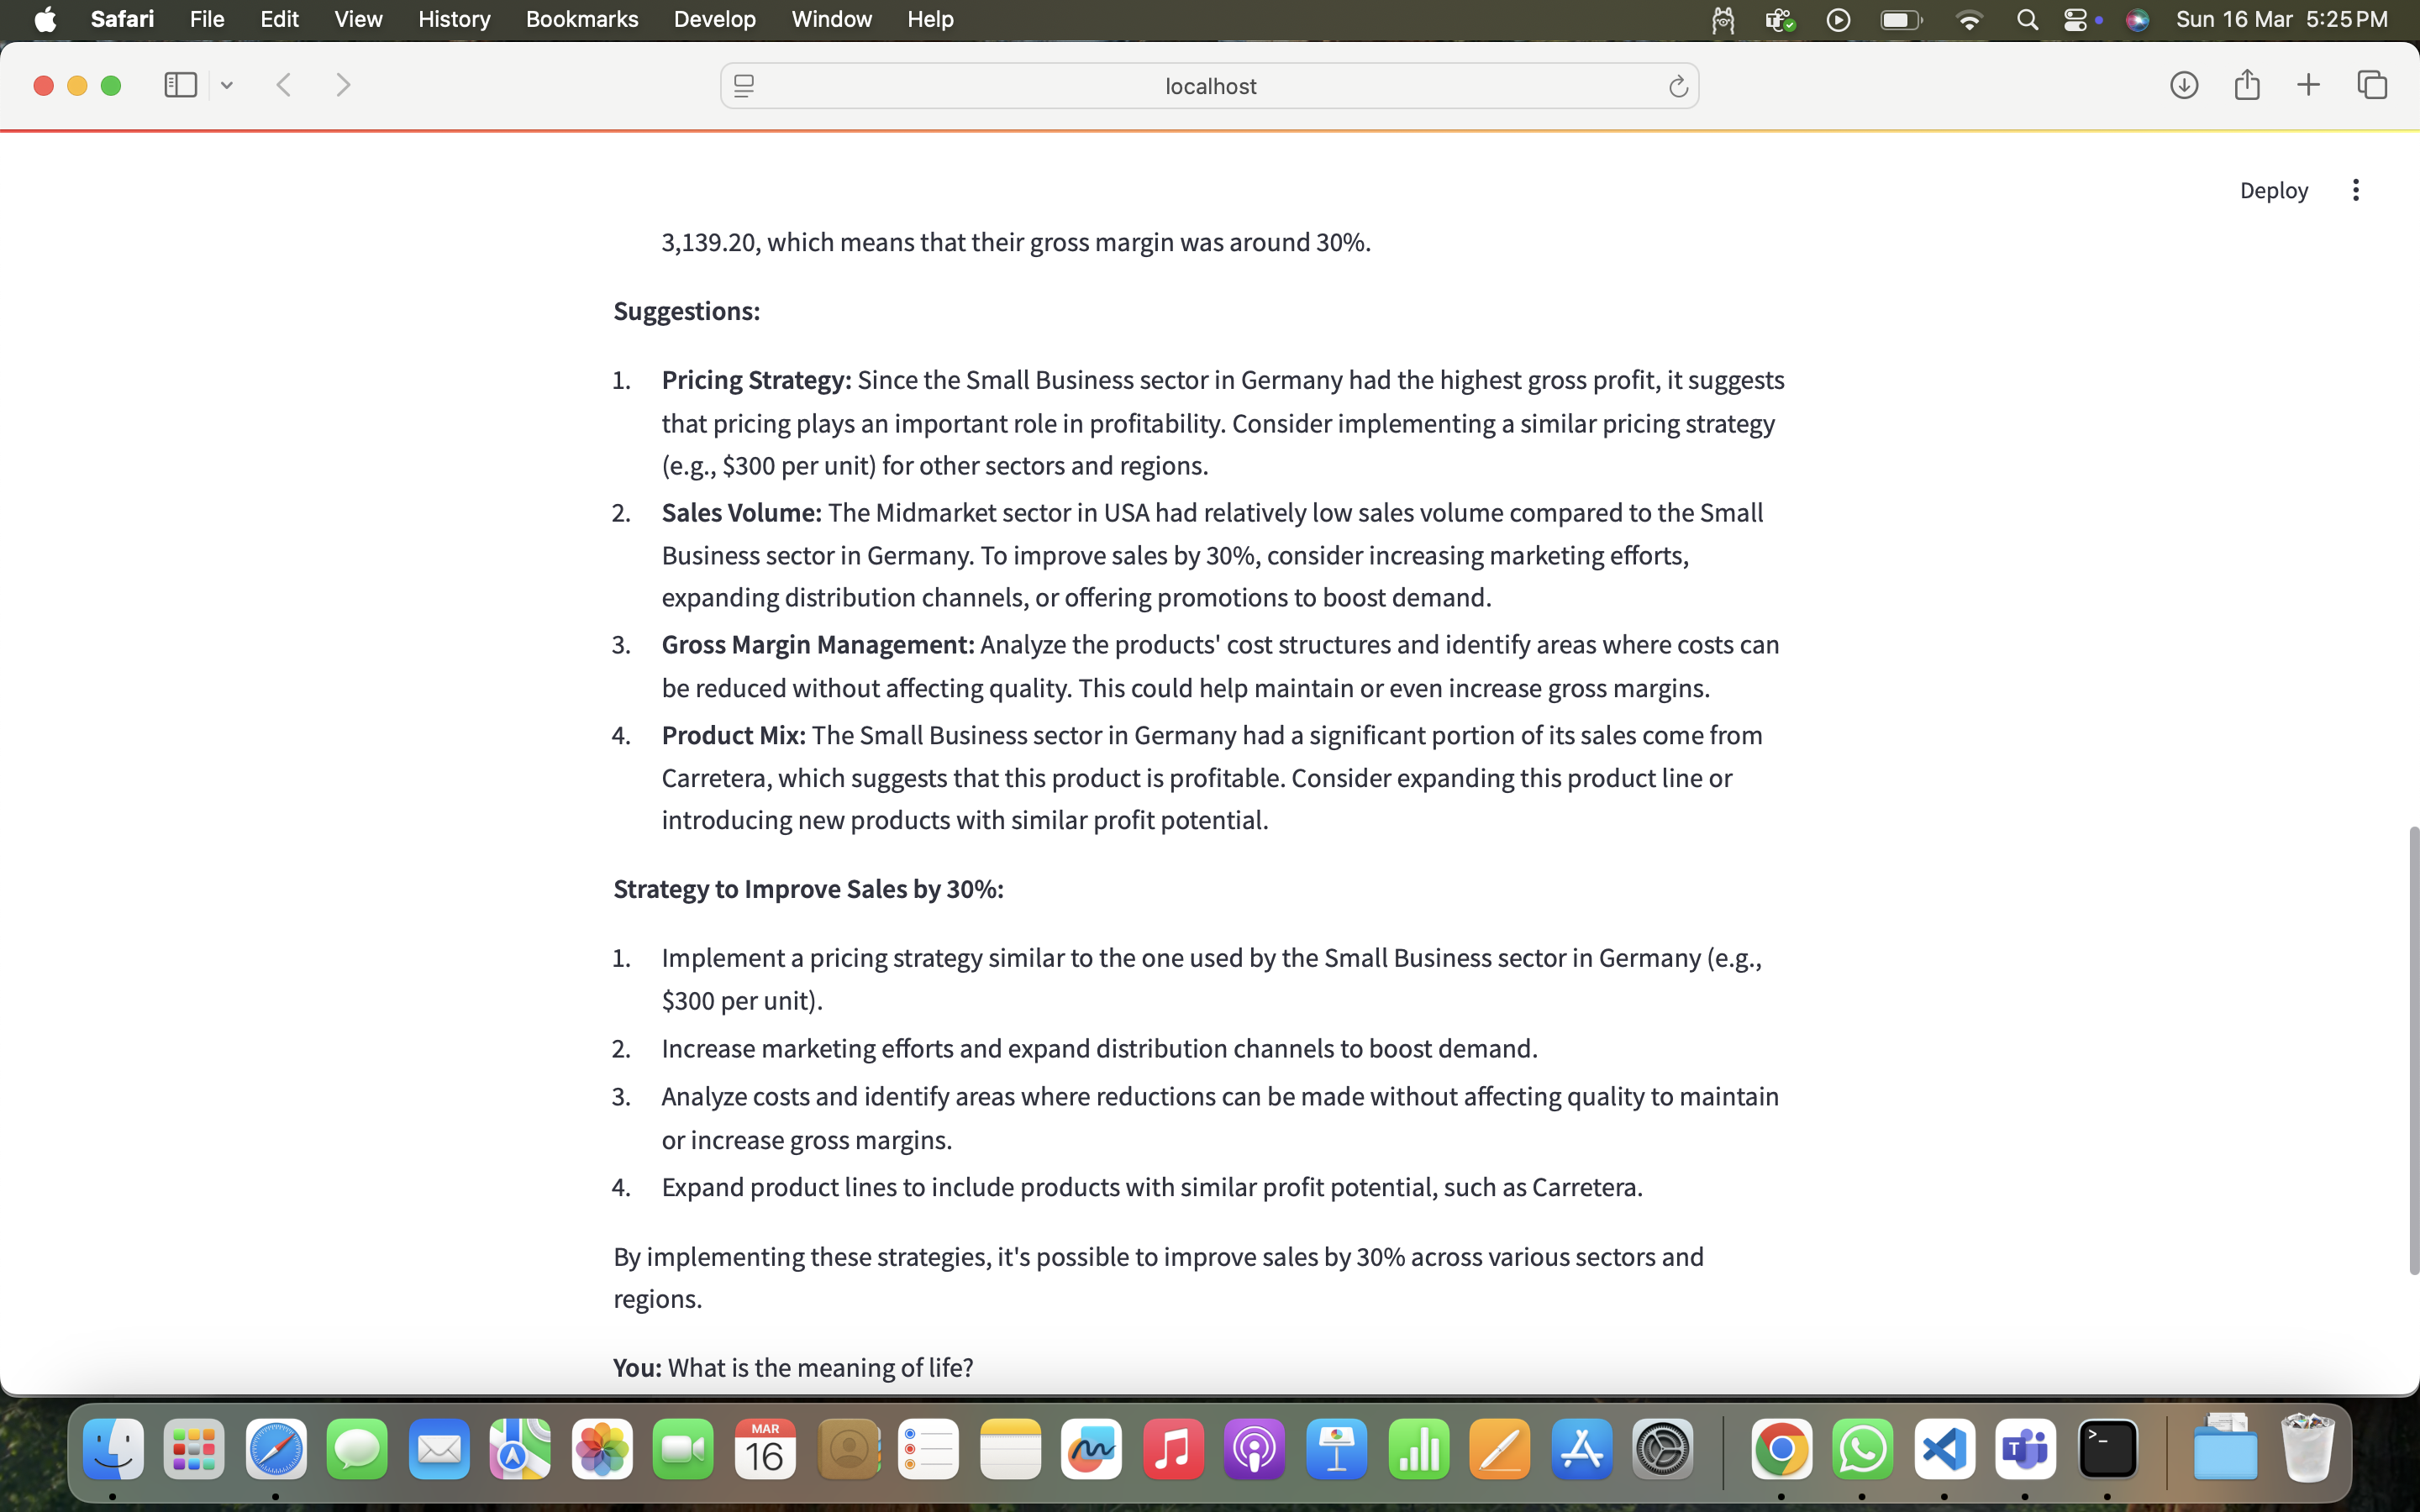 Safari File Edit View History Bookmarks Develop Window Help Sun 16 Mar 5:25 PM
localhost
Deploy
3,139.20, which means that their gross margin was around 30%.
Suggestions:
1. Pricing Strategy: Since the Small Business sector in Germany had the highest gross profit, it suggests
that pricing plays an important role in profitability. Consider implementing a similar pricing strategy
(e.g., $300 per unit) for other sectors and regions.
2. Sales Volume: The Midmarket sector in USA had relatively low sales volume compared to the Small
Business sector in Germany. To improve sales by 30%, consider increasing marketing efforts,
expanding distribution channels, or offering promotions to boost demand.
3. Gross Margin Management: Analyze the products' cost structures and identify areas where costs can
be reduced without affecting quality. This could help maintain or even increase gross margins.
4. Product Mix: The Small Business sector in Germany had a significant portion of its sales come from
Carretera, which suggests that this product is profitable. Consider expanding this product line or
introducing new products with similar profit potential.
Strategy to Improve Sales by 30%:
1. Implement a pricing strategy similar to the one used by the Small Business sector in Germany (e.g.,
$300 per unit).
2. Increase marketing efforts and expand distribution channels to boost demand.
3. Analyze costs and identify areas where reductions can be made without affecting quality to maintain
or increase gross margins.
4. Expand product lines to include products with similar profit potential, such as Carretera.
By implementing these strategies, it's possible to improve sales by 30% across various sectors and
regions.
You: What is the meaning of life?
MAR
16
T
>_